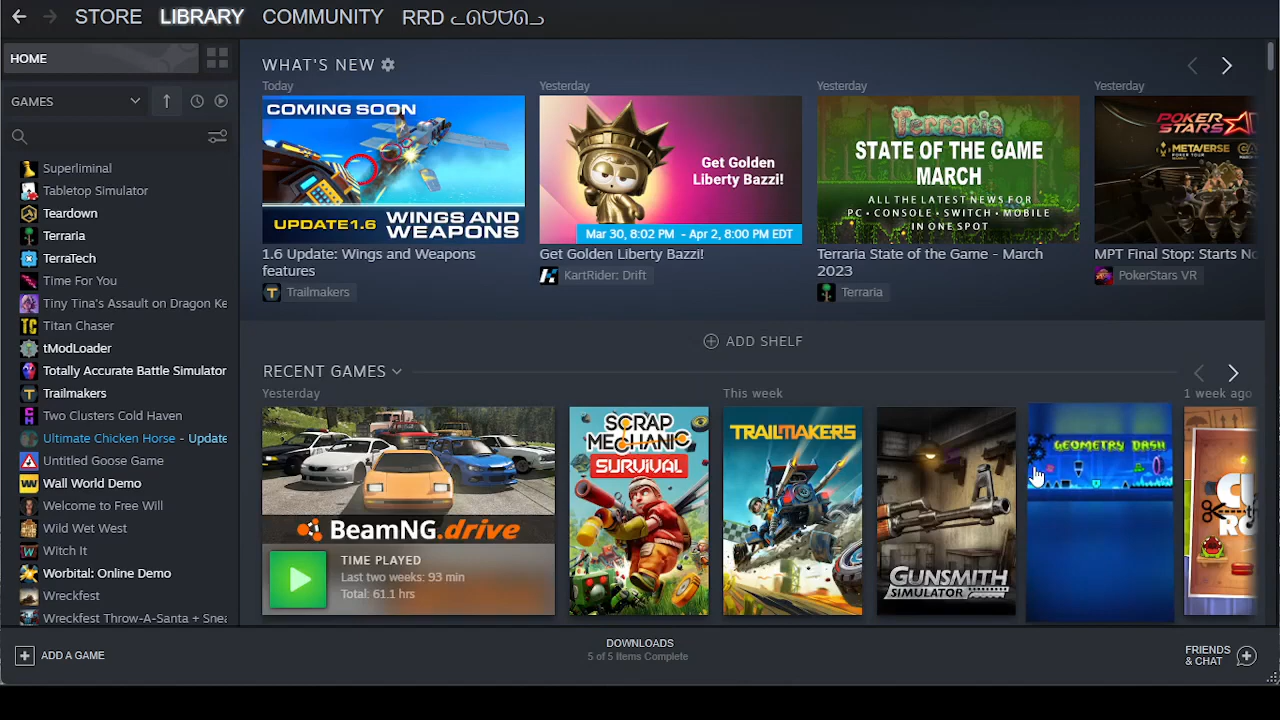 STORE LIBRARY COMMUNITY RRD
HOME
GAMES
Superliminal
Tabletop Simulator
Teardown
Terraria
TerraTech
Time For You
Tiny Tina's Assault on Dragon Ke
Titan Chaser
tModLoader
Totally Accurate Battle Simulator
Trailmakers
Two Clusters Cold Haven
Ultimate Chicken Horse - Update
Untitled Goose Game
Wall World Demo
Welcome to Free Will
Wild Wet West
Witch It
Worbital: Online Demo
Wreckfest
Wreckfest Throw-A-Santa + Snea
WHAT'S NEW
Today
COMING SOON
UPDATE1.6 WINGS AND WEAPONS
1.6 Update: Wings and Weapons
features
Trailmakers
Yesterday
Get Golden
Liberty Bazzi!
Mar 30, 8:02 PM - Apr 2, 8:00 PM EDT
Get Golden Liberty Bazzi!
KartRider: Drift
Yesterday
Terraria
STATE OF THE GAME
MARCH
ALL THE LATEST NEWS FOR
PC • CONSOLE • SWITCH • MOBILE
IN ONE SPOT
Terraria State of the Game - March
2023
Terraria
Yesterday
POKER
STARS
METAVERSE
POKER TOUR
MPT Final Stop: Starts No
PokerStars VR
ADD SHELF
RECENT GAMES
Yesterday
BeamNG.drive
TIME PLAYED
Last two weeks: 93 min
Total: 61.1 hrs
SCRAP
MECHANIC
SURVIVAL
This week
TRAILMAKERS
GUNSMITH
SIMULATOR
GEOMETRY DASH
1 week ago
ADD A GAME
DOWNLOADS
5 of 5 Items Complete
FRIENDS
& CHAT